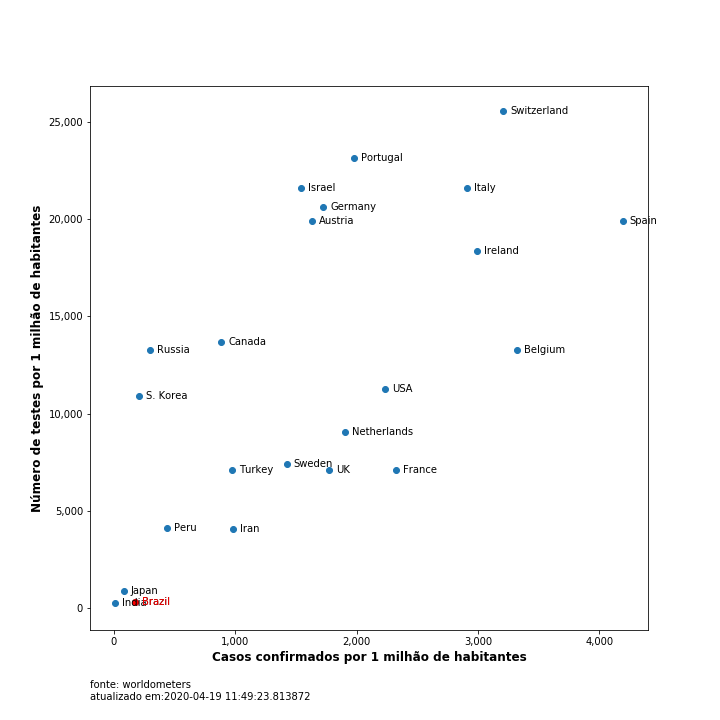 25,000
20,000
15,000
10,000
5,000
0
Número de testes por 1 milhão de habitantes
Switzerland
Portugal
Israel
Italy
Germany
Austria
Spain
Ireland
Canada
Russia
Belgium
S. Korea
USA
Netherlands
Sweden
Turkey
UK
France
Peru
Iran
Japan
India
Brazil
0
1,000
2,000
3,000
4,000
Casos confirmados por 1 milhão de habitantes
fonte: worldometers
atualizado em:2020-04-19 11:49:23.813872